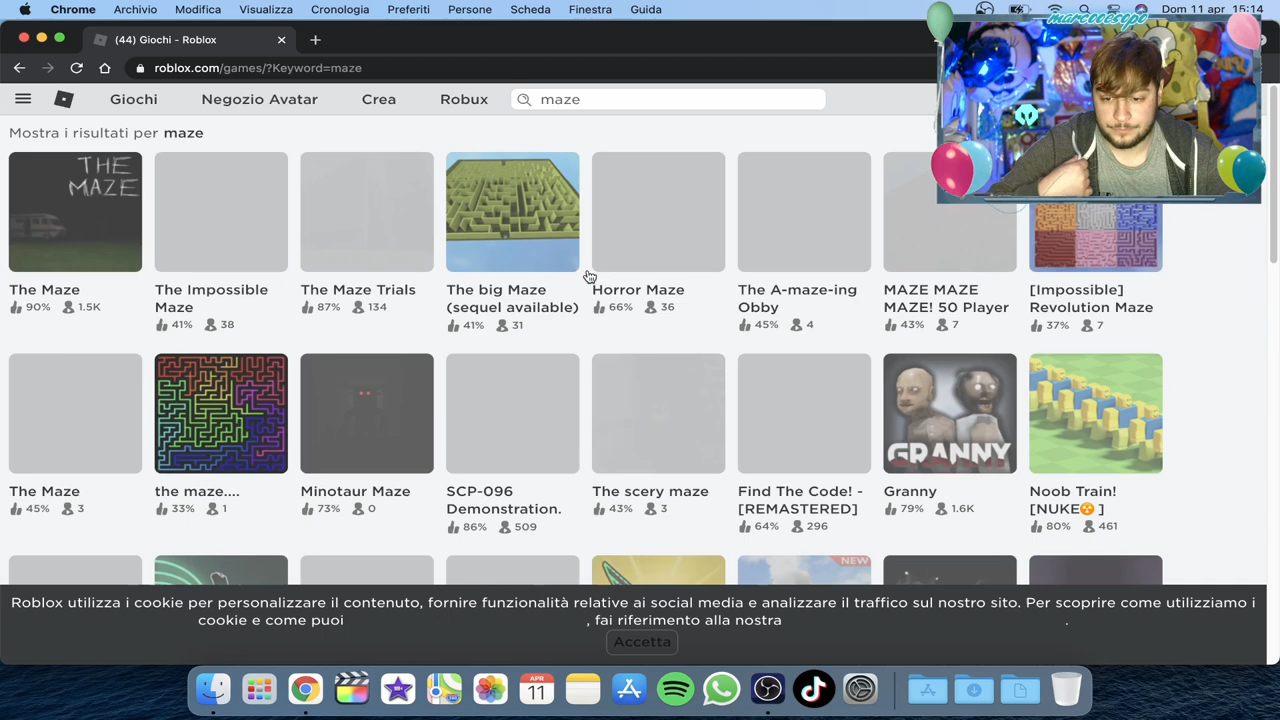 Chrome Archivio Modifica Visualizza Cronologia Preferiti Persone Scheda Finestra Guida Dom 11 apr 15:14
marcodesopo
(44) Giochi - Roblox
roblox.com/games/?Keyword=maze
Giochi Negozio Avatar Crea Robux maze
Mostra i risultati per maze
THE MAZE
The Maze
90% 1.5K
The Impossible Maze
41% 38
The Maze Trials
87% 134
The big Maze (sequel available)
41% 31
Horror Maze
66% 36
The A-maze-ing Obby
45% 4
MAZE MAZE MAZE! 50 Player
43% 7
[Impossible] Revolution Maze
37% 7
The Maze
45% 3
the maze....
33% 1
Minotaur Maze
73% 0
SCP-096 Demonstration.
86% 509
The scery maze
43% 3
Find The Code! - [REMASTERED]
64% 296
GRANNY
Granny
79% 1.6K
Noob Train! [NUKE☢️ ]
80% 461
NEW
Roblox utilizza i cookie per personalizzare il contenuto, fornire funzionalità relative ai social media e analizzare il traffico sul nostro sito. Per scoprire come utilizziamo i
cookie e come puoi , fai riferimento alla nostra .
Accetta
APR
11